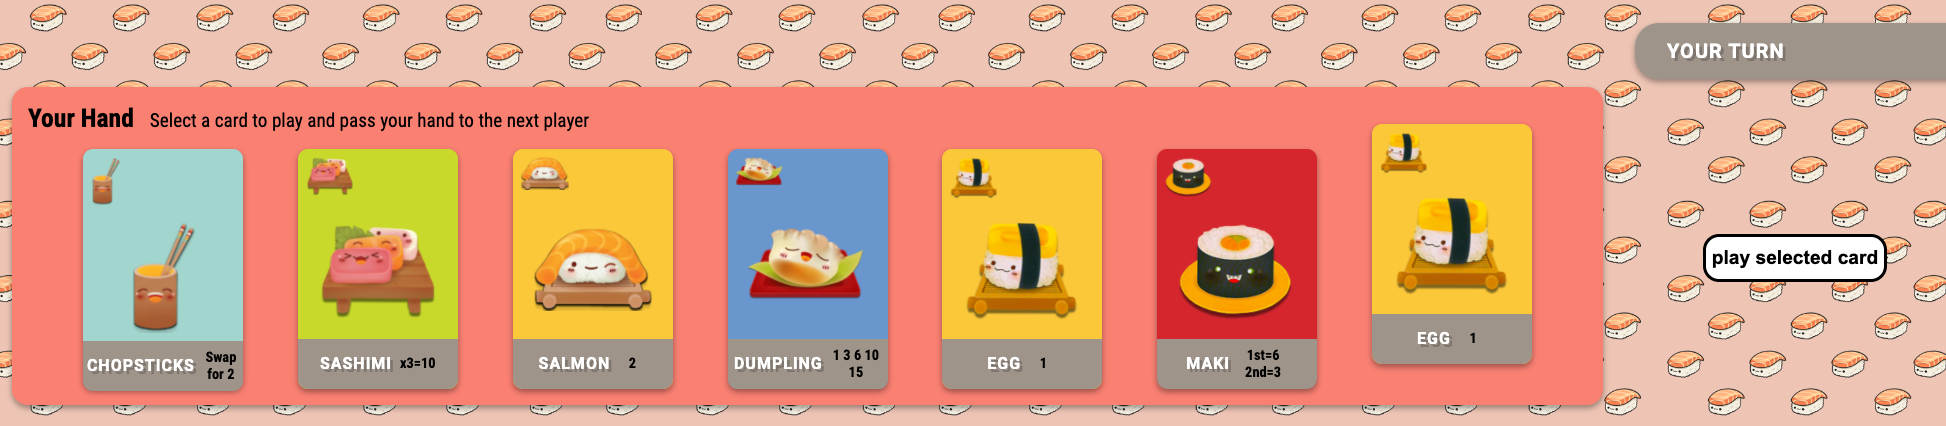 YOUR TURN
Your Hand Select a card to play and pass your hand to the next player
CHOPSTICKS Swap
for 2
SASHIMI x3=10
SALMON 2
DUMPLING 1 3 6 10
15
EGG 1
MAKI 1st=6
2nd=3
EGG 1
play selected card